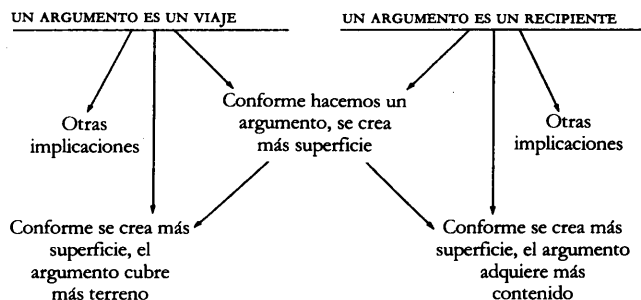 UN ARGUMENTO ES UN VIAJE
UN ARGUMENTO ES UN RECIPIENTE
Conforme hacemos un
argumento, se crea
más superficie
Otras
implicaciones
Otras
implicaciones
Conforme se crea más
superficie, el
argumento cubre
más terreno
Conforme se crea más
superficie, el argumento
adquiere más
contenido